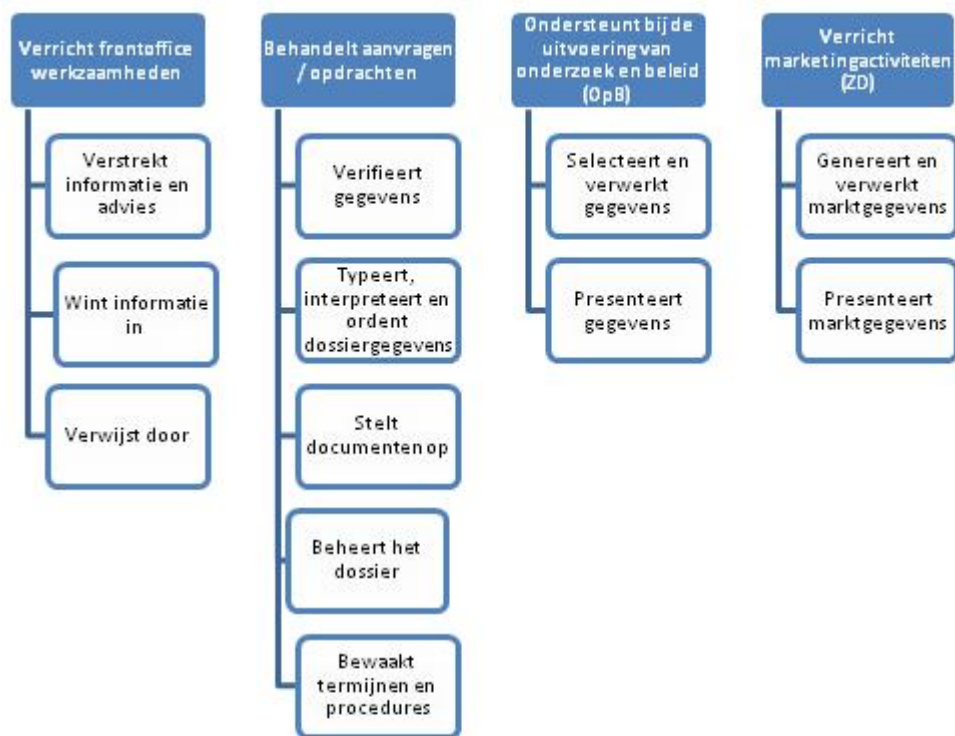 Verricht frontoffice
werkzaamheden
Verstrekt
informatie en
advies
Wint informatie
in
Verwijst door
Behandelt aanvragen
/ opdrachten
Verifieert
gegevens
Typeert,
interpreteert en
ordent
dossiergegevens
Stelt
documenten op
Beheert het
dossier
Bewaakt
termijnen en
procedures
Ondersteunt bij de
uitvoering van
onderzoek en beleid
(OpB)
Selecteert en
verwerkt
gegevens
Presenteert
gegevens
Verricht
marketingactiviteiten
(ZD)
Genereert en
verwerkt
marktgegevens
Presenteert
marktgegevens